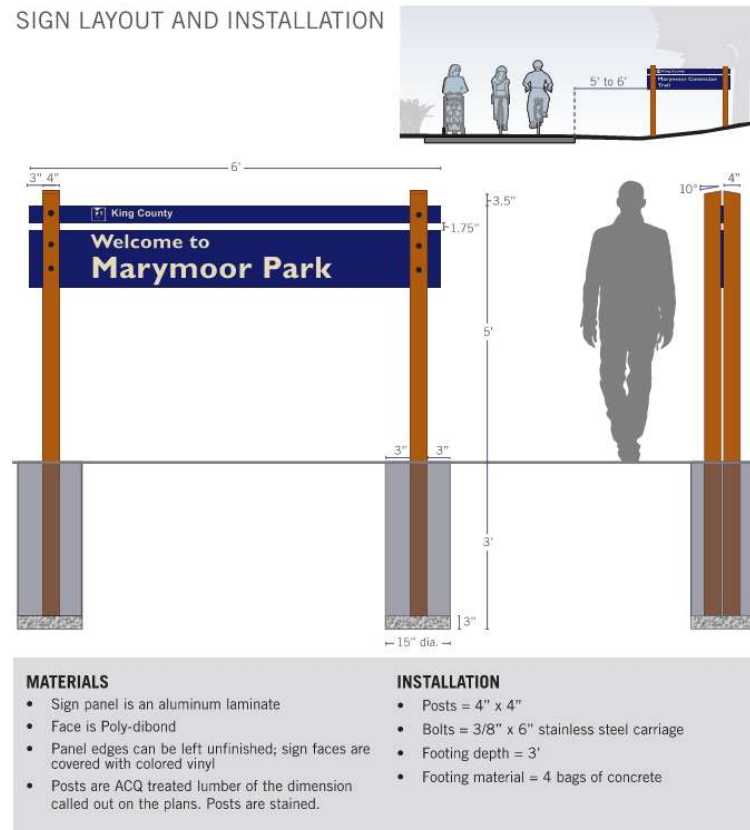 SIGN LAYOUT AND INSTALLATION
5' to 6'
King County
Marymoor Connector
Trail
6'
3" 4"
King County
Welcome to
Marymoor Park
3.5"
1.75"
10°
4"
5'
3" 3"
3'
3"
15" dia.
MATERIALS
• Sign panel is an aluminum laminate
• Face is Poly-dibond
• Panel edges can be left unfinished; sign faces are
covered with colored vinyl
• Posts are ACQ treated lumber of the dimension
called out on the plans. Posts are stained.
INSTALLATION
• Posts = 4" x 4"
• Bolts = 3/8" x 6" stainless steel carriage
• Footing depth = 3'
• Footing material = 4 bags of concrete